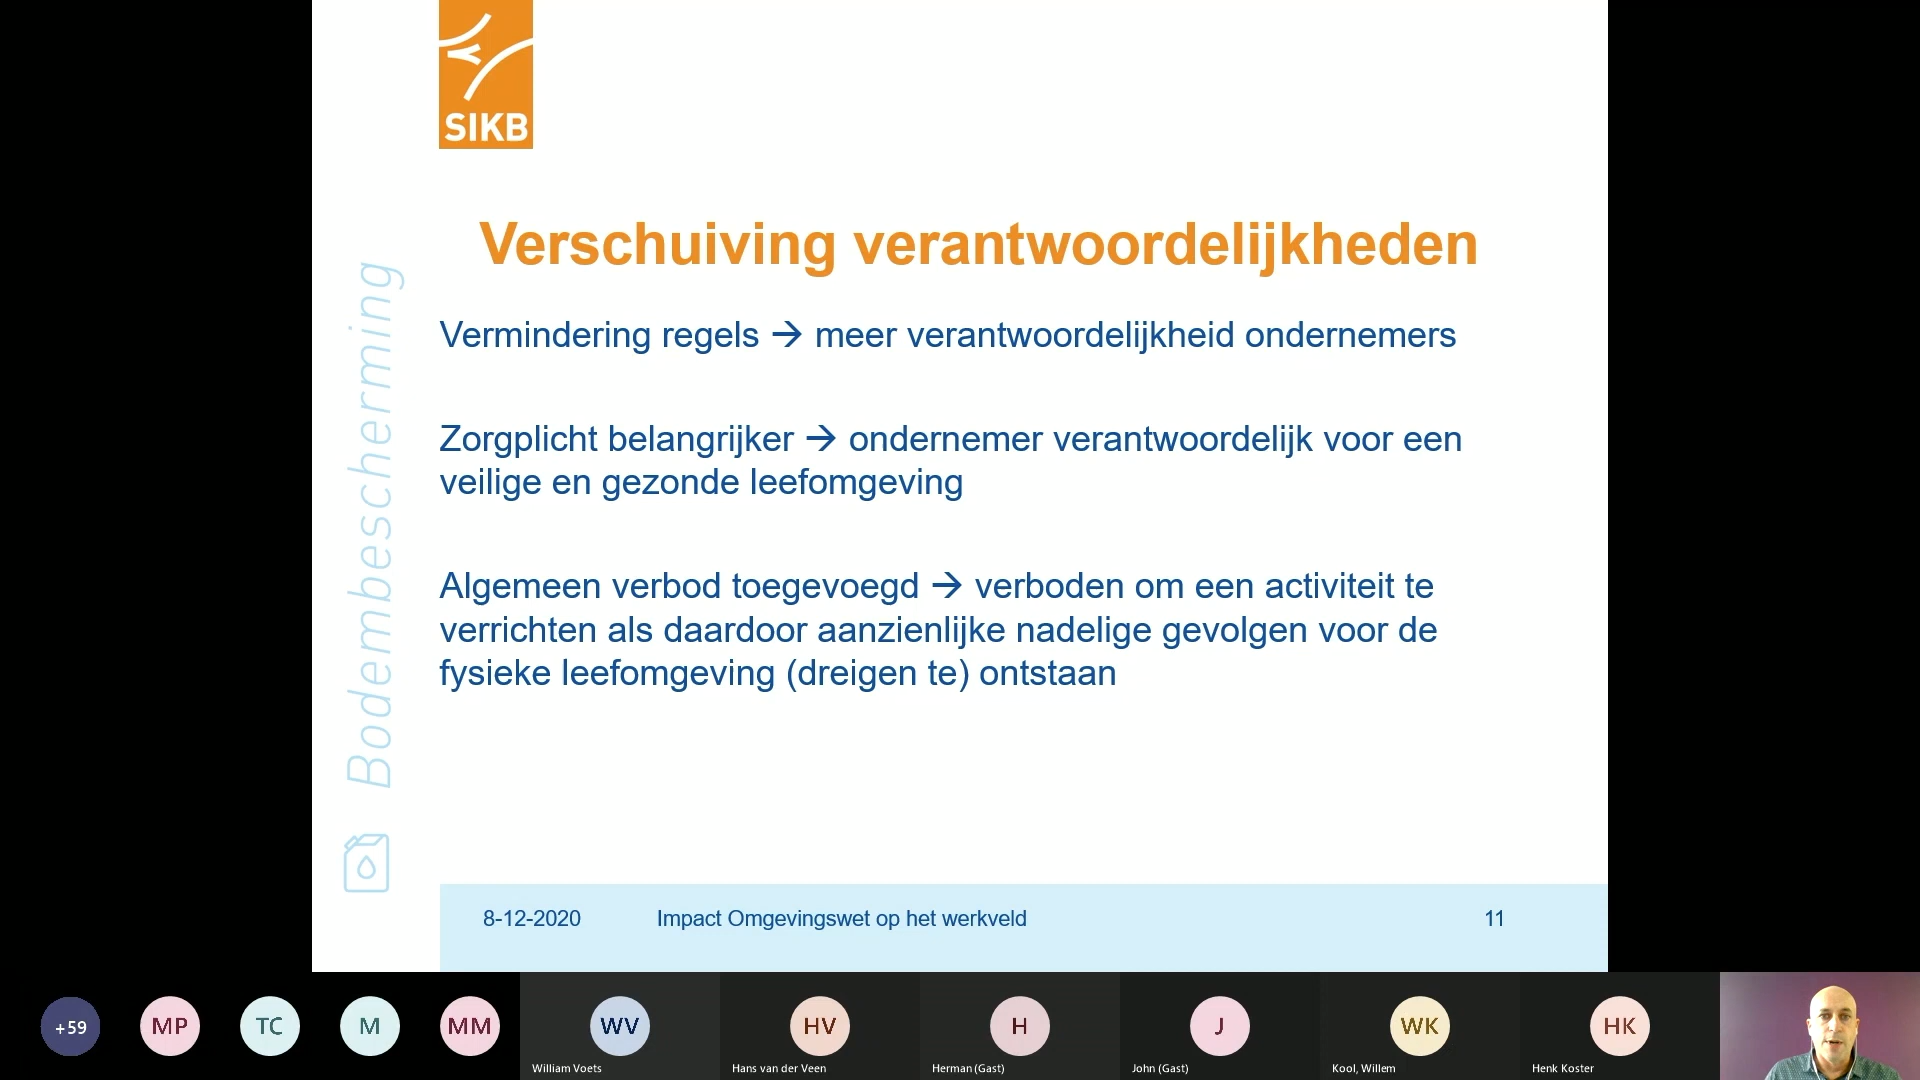 SIKB
Verschuiving verantwoordelijkheden
Vermindering regels → meer verantwoordelijkheid ondernemers
Zorgplicht belangrijker → ondernemer verantwoordelijk voor een
veilige en gezonde leefomgeving
Algemeen verbod toegevoegd → verboden om een activiteit te
verrichten als daardoor aanzienlijke nadelige gevolgen voor de
fysieke leefomgeving (dreigen te) ontstaan
Bodembescherming
8-12-2020 Impact Omgevingswet op het werkveld 11
+59 MP TC M MM WV HV H J WK HK
William Voets Hans van der Veen Herman (Gast) John (Gast) Kool, Willem Henk Koster